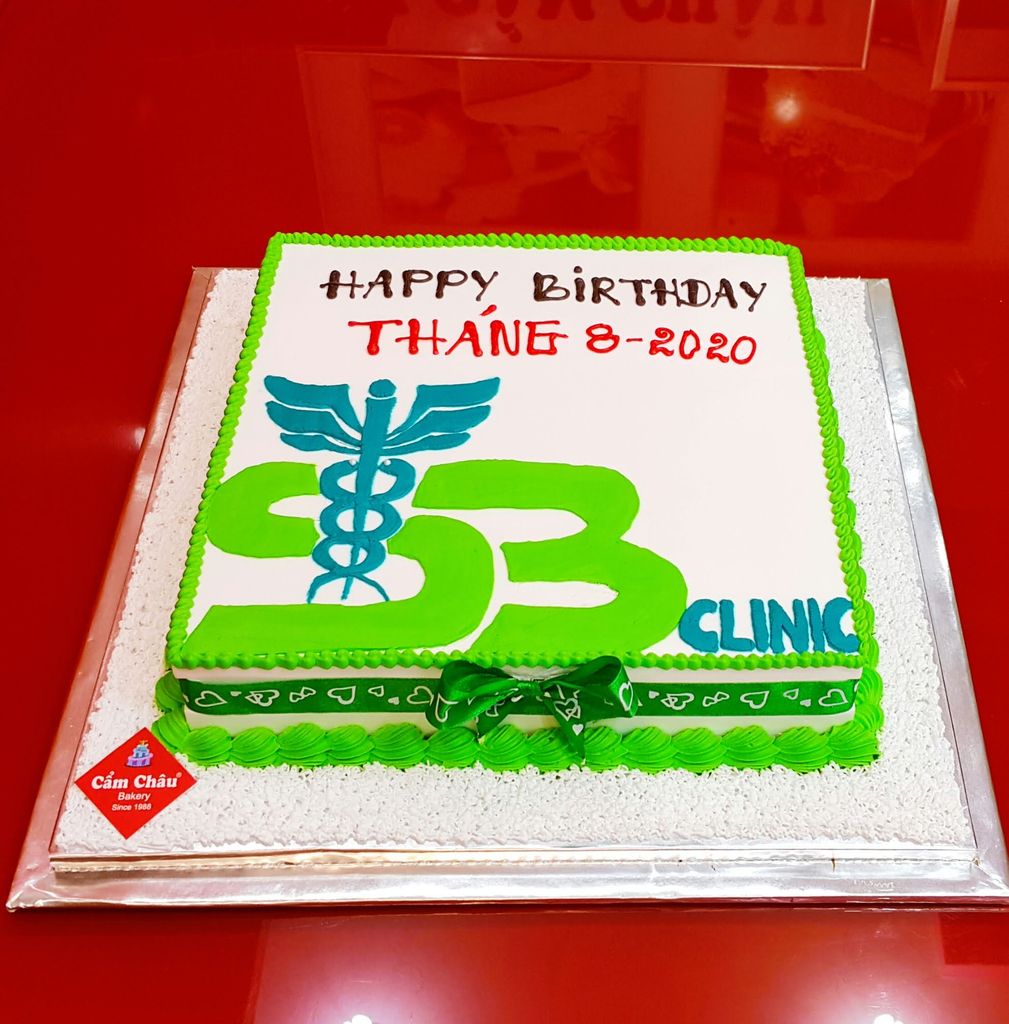 HAPPY BIRTHDAY
THÁNG 8-2020
S3
CLINIC
Cẩm Châu®
Bakery
Since 1988